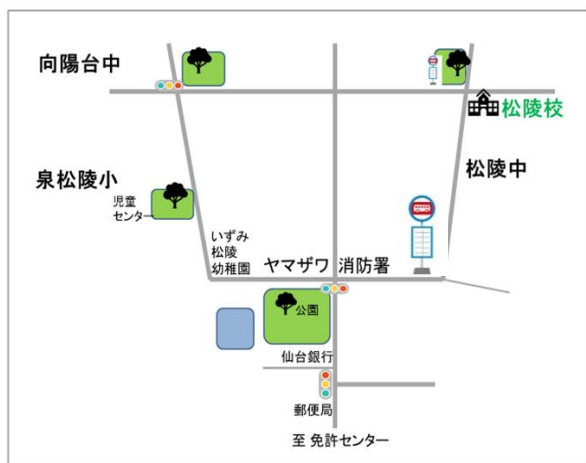 向陽台中
松陵校
泉松陵小
松陵中
児童
センター
いずみ
松陵
幼稚園
ヤマザワ
消防署
公園
仙台銀行
郵便局
至 免許センター